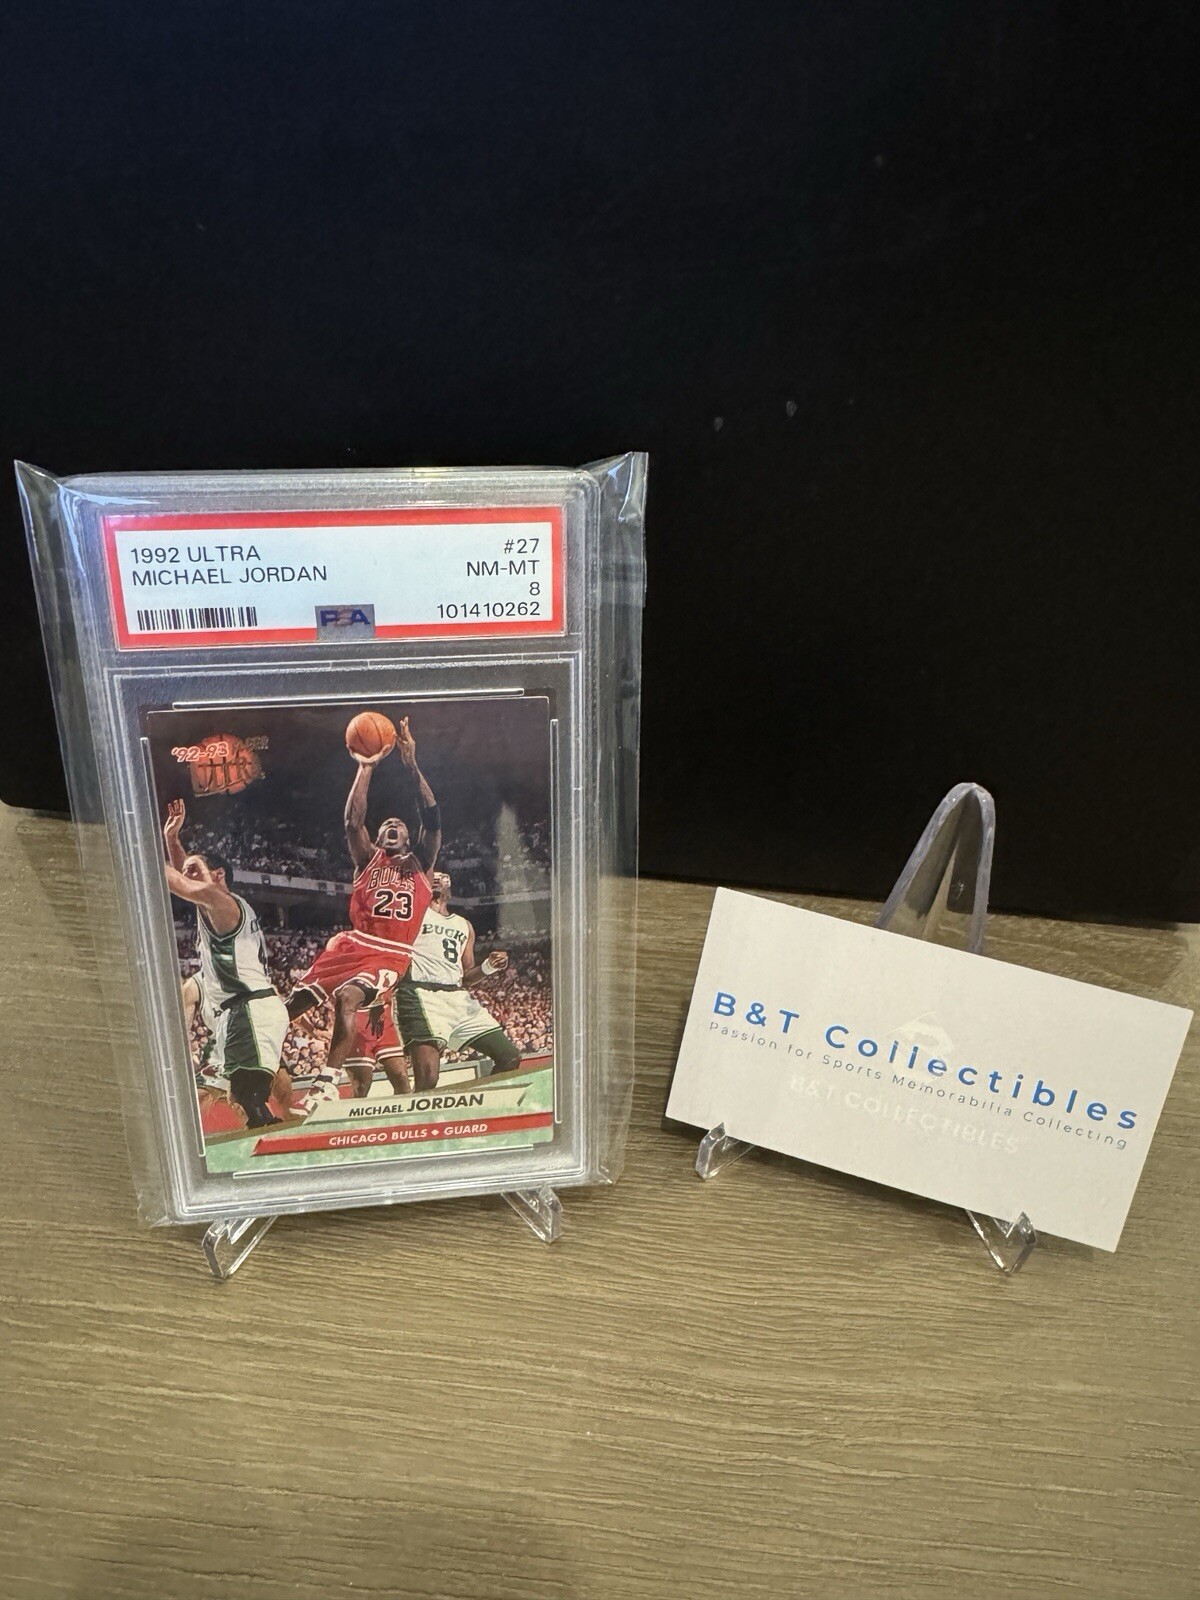 1992 ULTRA #27
MICHAEL JORDAN NM-MT
8
PSA 101410262
'92-93 FLEER
ULTRA
BULLS
23
BUCKS
8
MICHAEL JORDAN
CHICAGO BULLS GUARD
B&T Collectibles
Passion for Sports Memorabilia Collecting
B&T COLLECTIBLES